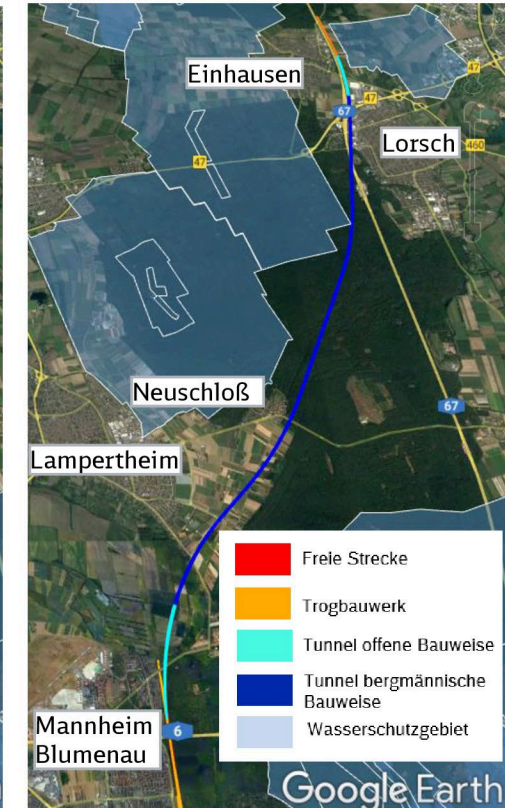 Einhausen
47
47
67
Lorsch
460
47
Neuschloß
67
Lampertheim
Freie Strecke
Trogbauwerk
Tunnel offene Bauweise
Tunnel bergmännische
Bauweise
Wasserschutzgebiet
Mannheim
Blumenau
6
Google Earth